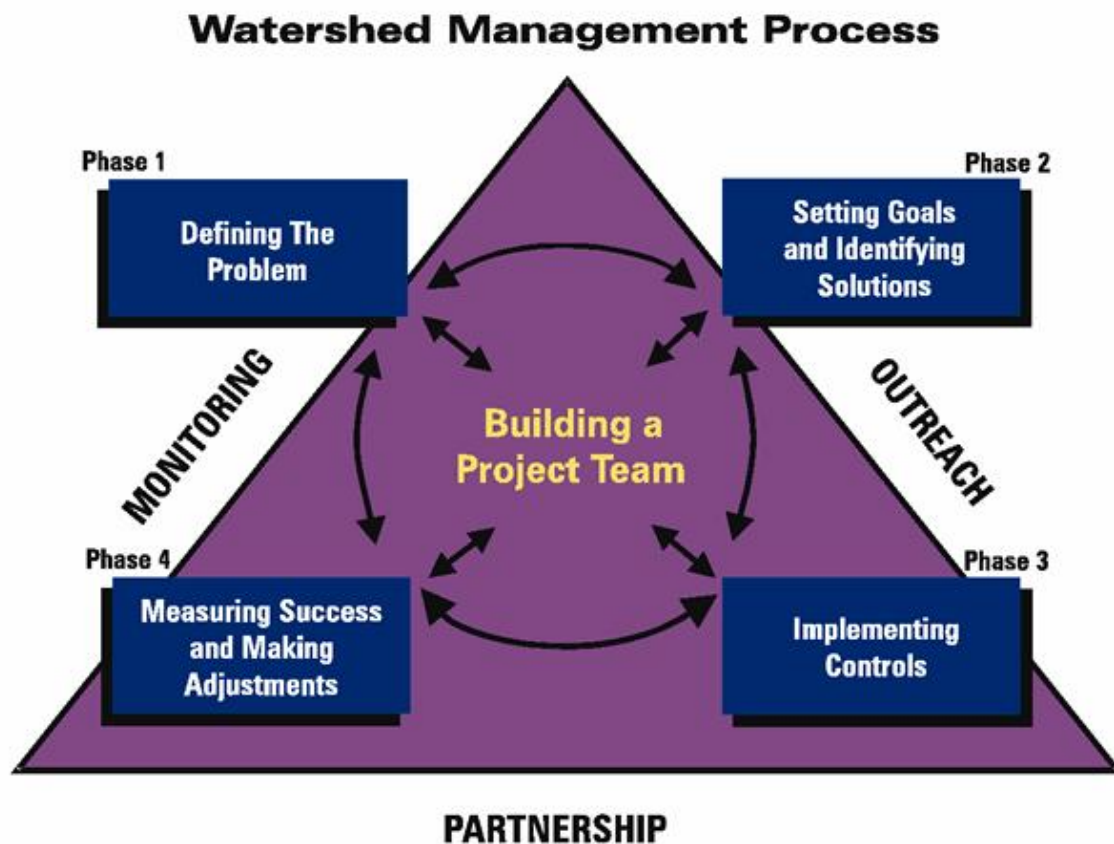 Watershed Management Process
Phase 1
Defining The
Problem
Phase 2
Setting Goals
and Identifying
Solutions
MONITORING
OUTREACH
Building a
Project Team
Phase 4
Measuring Success
and Making
Adjustments
Phase 3
Implementing
Controls
PARTNERSHIP